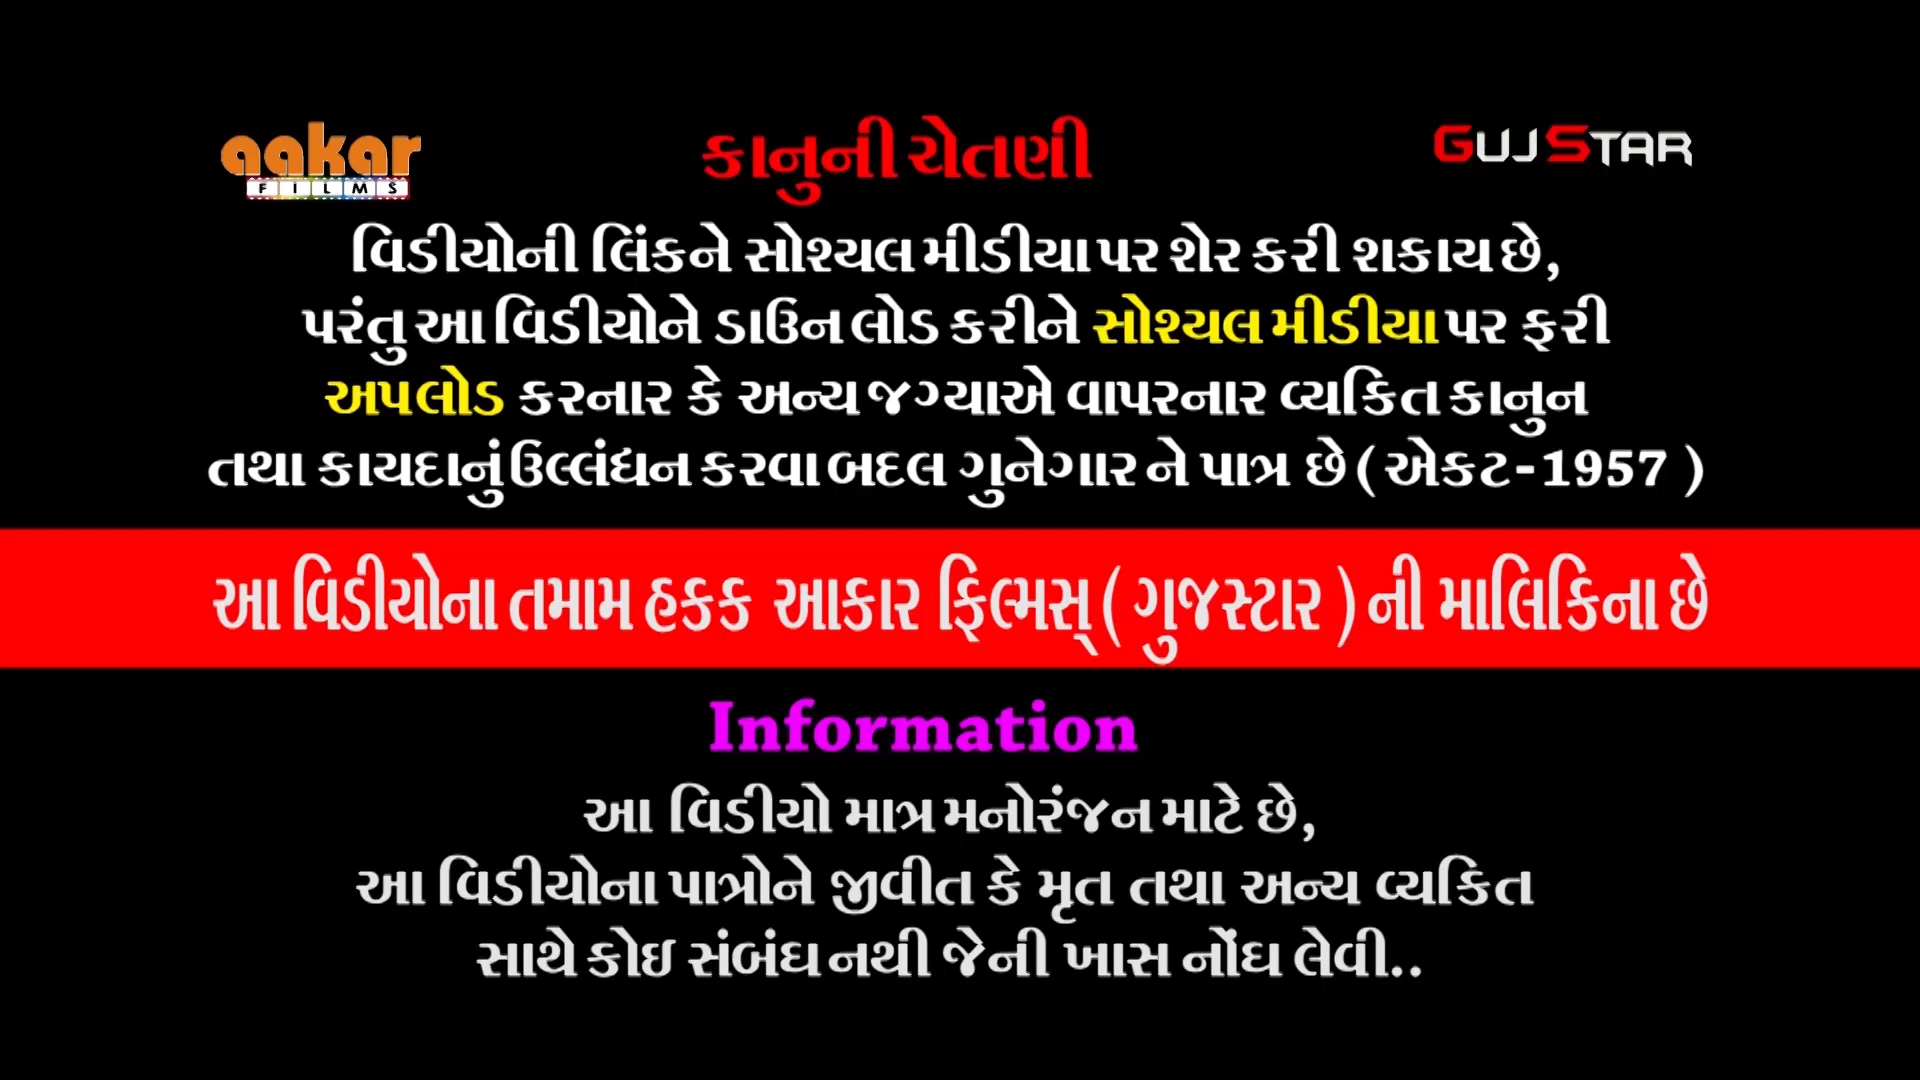 aakar
FILMS
કાનુની ચેતણી
GUJSTAR
વિડીયોની લિંકને સોશ્યલ મીડીયા પર શેર કરી શકાય છે,
પરંતુ આ વિડીયોને ડાઉન લોડ કરીને સોશ્યલ મીડીયા પર ફરી
અપલોડ કરનાર કે અન્ય જગ્યાએ વાપરનાર વ્યકિત કાનુન
તથા કાયદાનું ઉલ્લંઘન કરવા બદલ ગુનેગાર ને પાત્ર છે ( એકટ-1957 )
આ વિડીયોના તમામ હકક આકાર ફિલ્મસ્ ( ગુજસ્ટાર ) ની માલિકિના છે
Information
આ વિડીયો માત્ર મનોરંજન માટે છે,
આ વિડીયોના પાત્રોને જીવીત કે મૃત તથા અન્ય વ્યકિત
સાથે કોઇ સંબંઘ નથી જેની ખાસ નોંઘ લેવી..